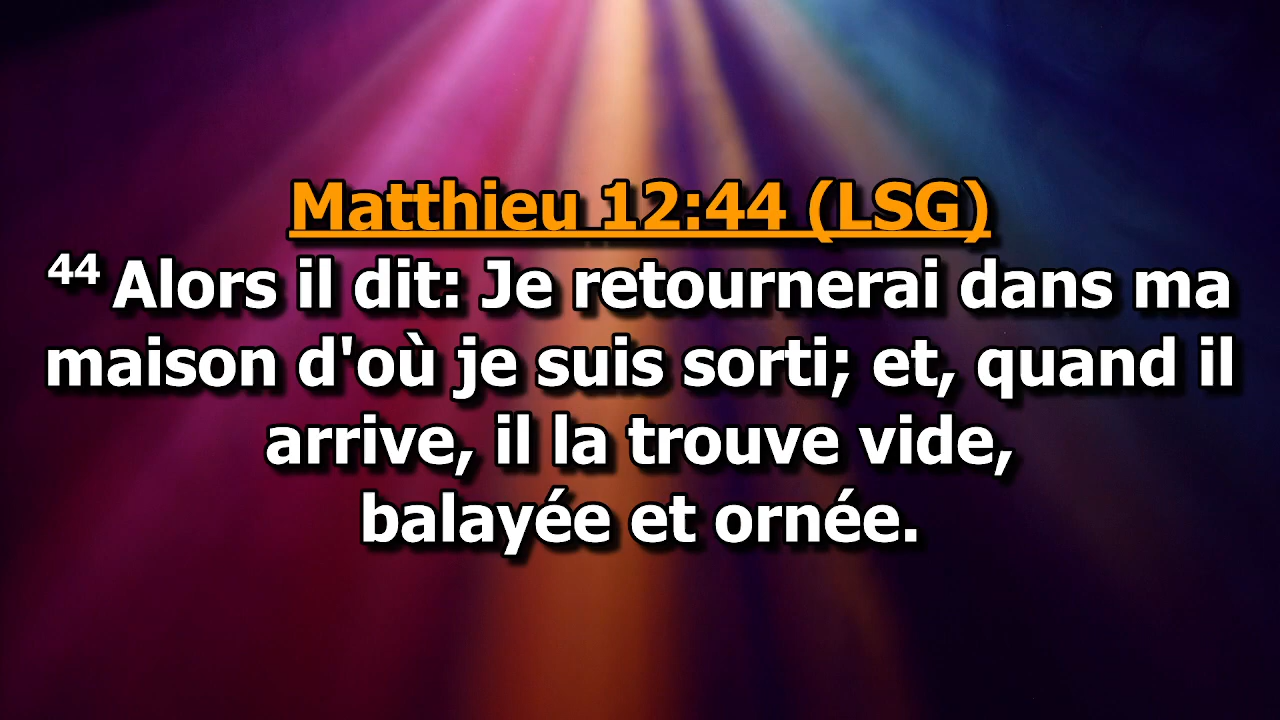 Matthieu 12:44 (LSG)
44 Alors il dit: Je retournerai dans ma
maison d'où je suis sorti; et, quand il
arrive, il la trouve vide,
balayée et ornée.